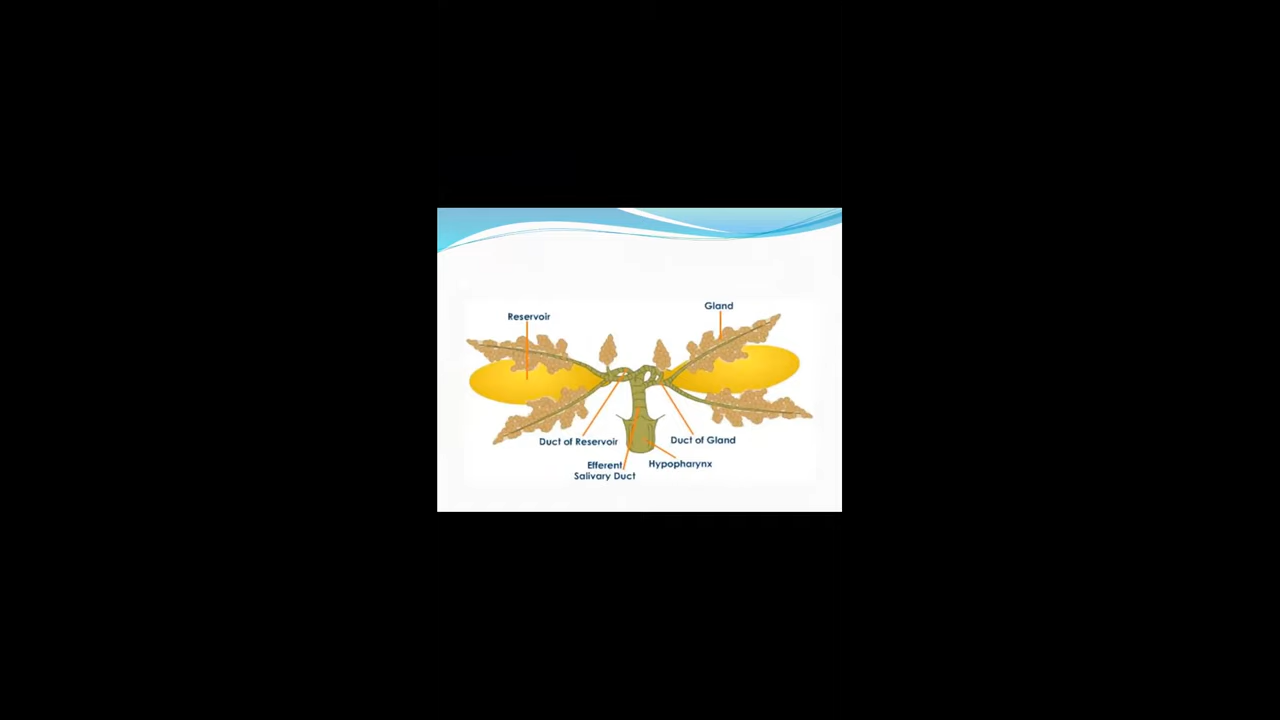 Gland
Reservoir
Duct of Reservoir
Duct of Gland
Efferent
Salivary Duct
Hypopharynx